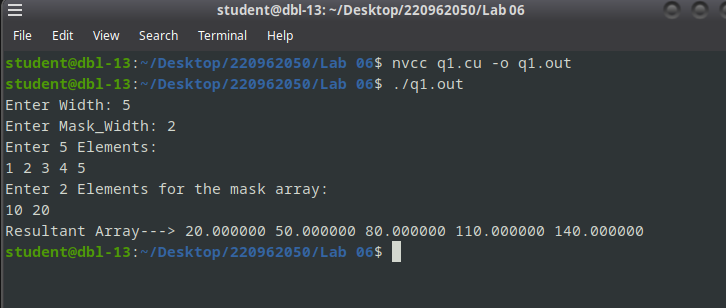 student@dbl-13: ~/Desktop/220962050/Lab 06
File Edit View Search Terminal Help
student@dbl-13:~/Desktop/220962050/Lab 06$ nvcc q1.cu -o q1.out
student@dbl-13:~/Desktop/220962050/Lab 06$ ./q1.out
Enter Width: 5
Enter Mask_Width: 2
Enter 5 Elements:
1 2 3 4 5
Enter 2 Elements for the mask array:
10 20
Resultant Array---> 20.000000 50.000000 80.000000 110.000000 140.000000
student@dbl-13:~/Desktop/220962050/Lab 06$